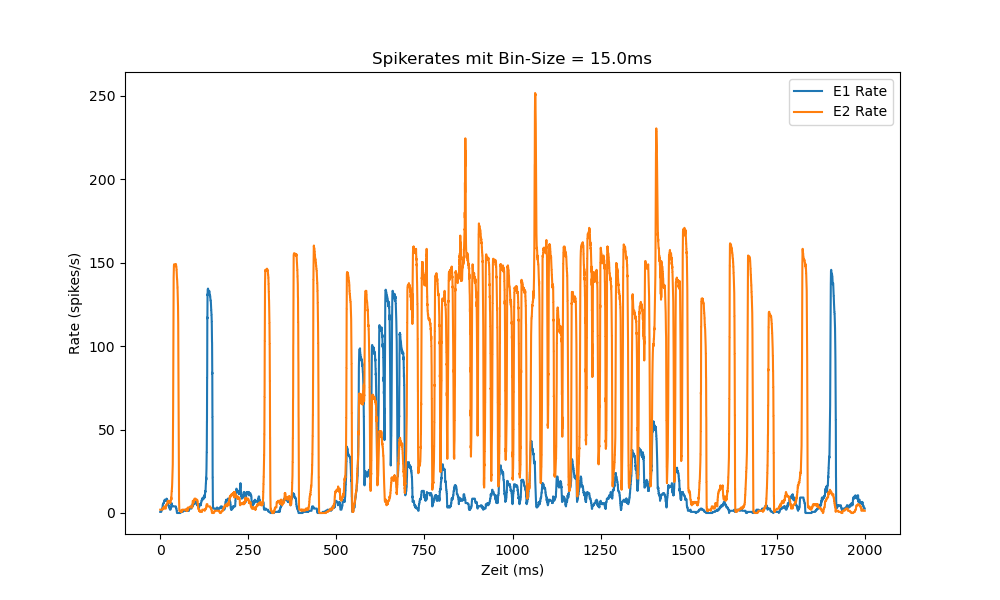 Spikerates mit Bin-Size = 15.0ms
E1 Rate
E2 Rate
250
200
150
100
50
0
Rate (spikes/s)
0 250 500 750 1000 1250 1500 1750 2000
Zeit (ms)